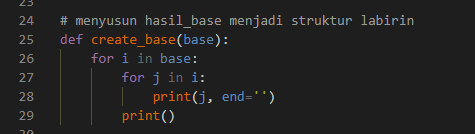 23
24 # menyusun hasil_base menjadi struktur labirin
25 def create_base(base):
26     for i in base:
27         for j in i:
28             print(j, end='')
29         print()